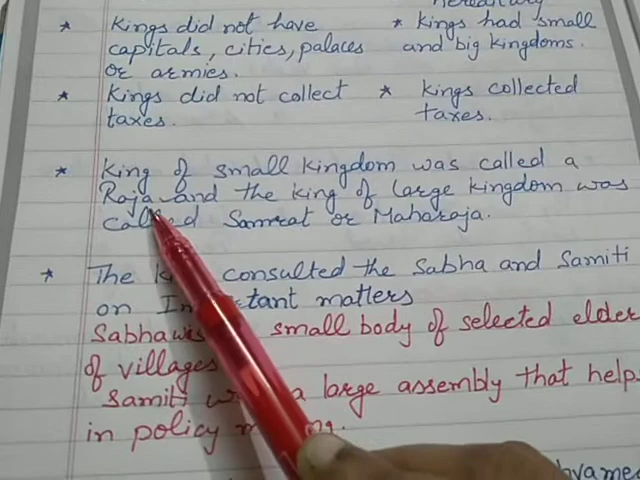 hereditary
* Kings did not have * Kings had small
capitals, cities, palaces and big kingdoms.
or armies.
* Kings did not collect * Kings collected
taxes. taxes.
* King of small kingdom was called a
Raja and the king of large kingdom was
called Samrat or Maharaja.
* The consulted the Sabha and Samiti
on matters
small body of selected elder
of villages
Samiti a large assembly that help
in policy